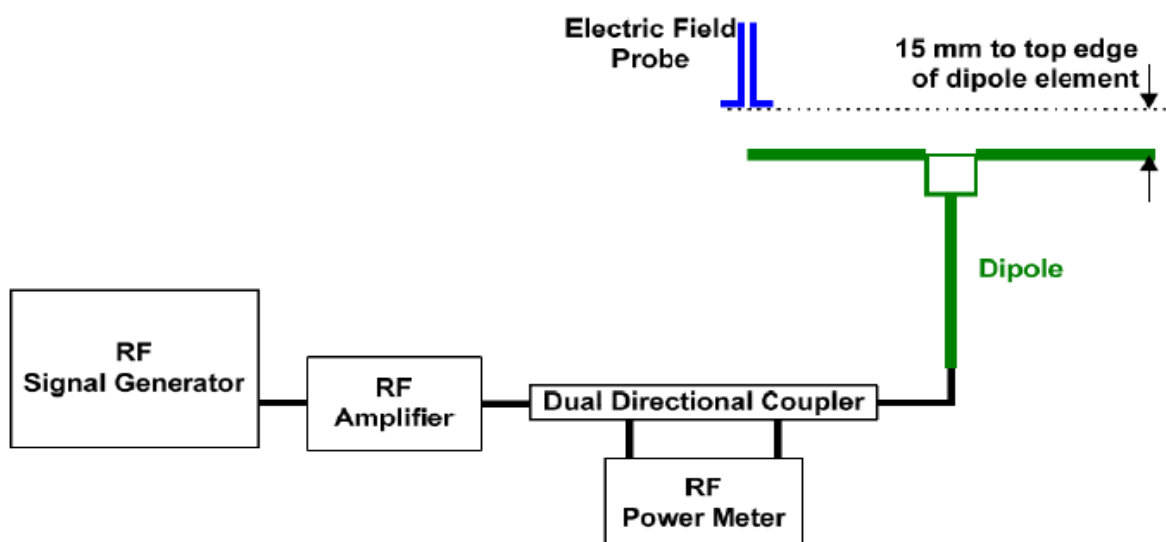 Electric Field
Probe
15 mm to top edge
of dipole element
Dipole
RF
Signal Generator
RF
Amplifier
Dual Directional Coupler
RF
Power Meter